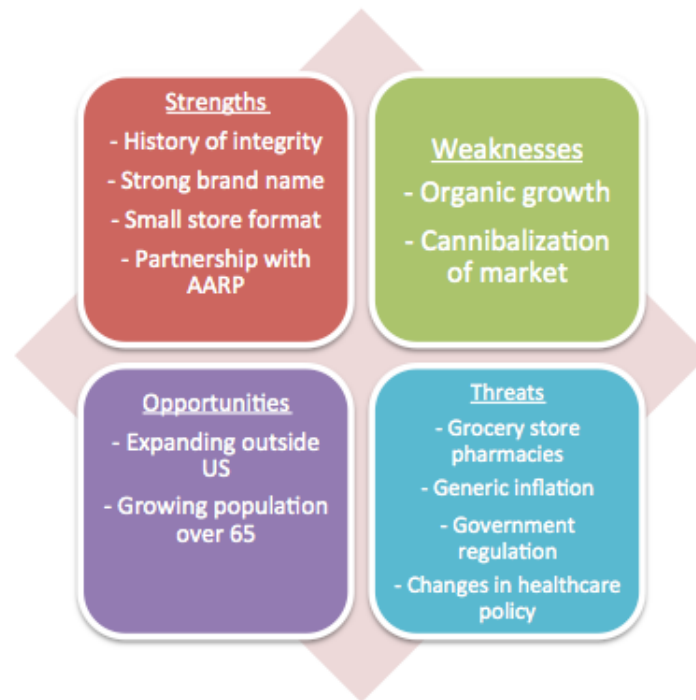 Strengths
- History of integrity
- Strong brand name
- Small store format
- Partnership with
AARP
Weaknesses
- Organic growth
- Cannibalization
of market
Opportunities
- Expanding outside
US
- Growing population
over 65
Threats
- Grocery store
pharmacies
- Generic inflation
- Government
regulation
- Changes in healthcare
policy